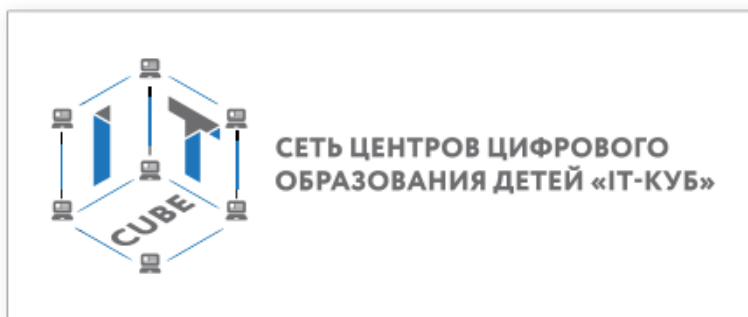 IT
CUBE
СЕТЬ ЦЕНТРОВ ЦИФРОВОГО
ОБРАЗОВАНИЯ ДЕТЕЙ «IT-КУБ»